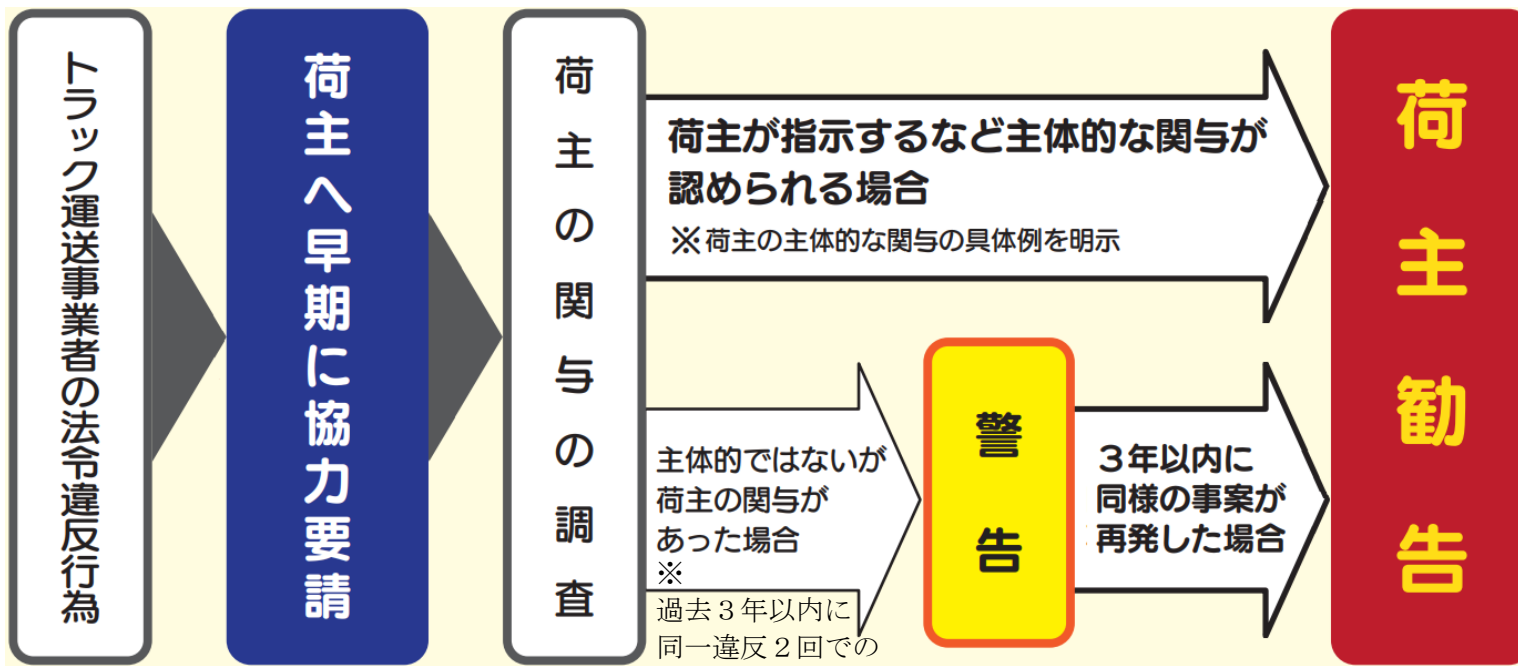 トラック運送事業者の法令違反行為
荷主へ早期に協力要請
荷主の関与の調査
荷主が指示するなど主体的な関与が
認められる場合
※荷主の主体的な関与の具体例を明示
主体的ではないが
荷主の関与が
あった場合
※
過去３年以内に
同一違反２回での
警告
３年以内に
同様の事案が
再発した場合
荷主勧告